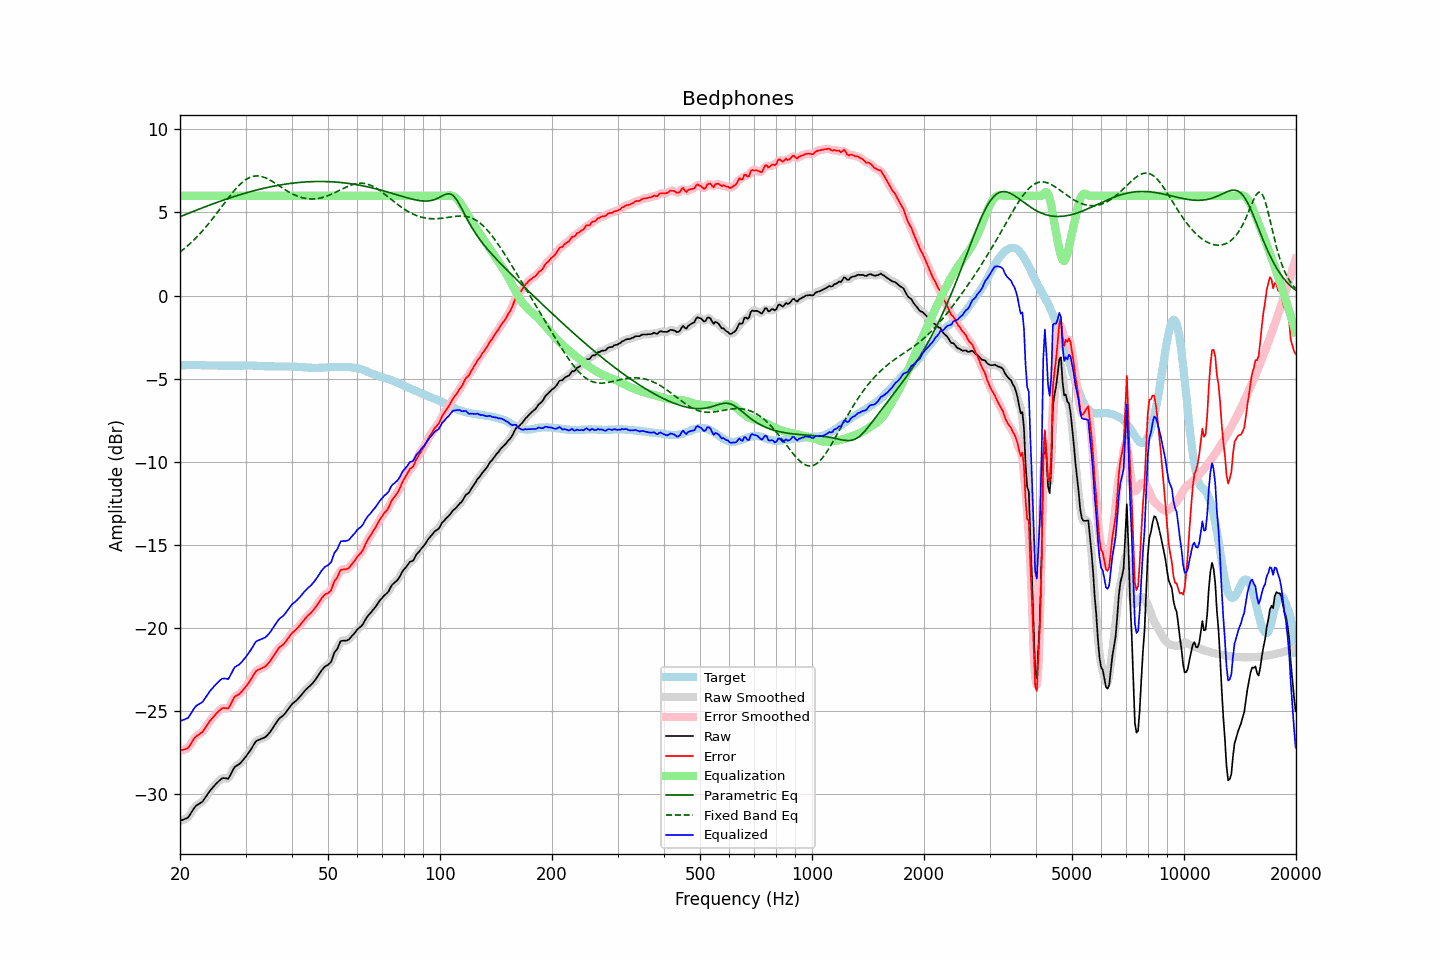 Bedphones
10
5
0
−5
−10
−15
−20
−25
−30
Amplitude (dBr)
Target
Raw Smoothed
Error Smoothed
Raw
Error
Equalization
Parametric Eq
Fixed Band Eq
Equalized
20 50 100 200 500 1000 2000 5000 10000 20000
Frequency (Hz)